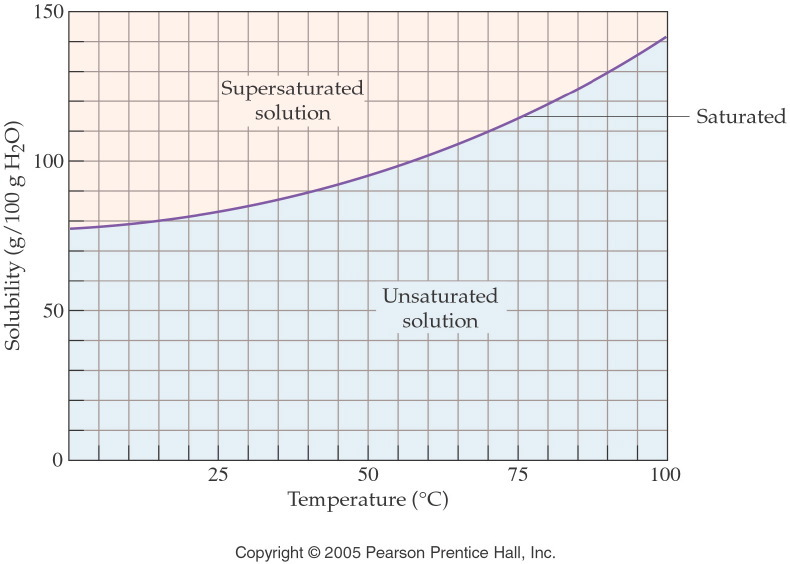 150
Supersaturated
solution
Saturated
100
Solubility (g/100 g H₂O)
Unsaturated
solution
50
0
25 50 75 100
Temperature (°C)
Copyright © 2005 Pearson Prentice Hall, Inc.